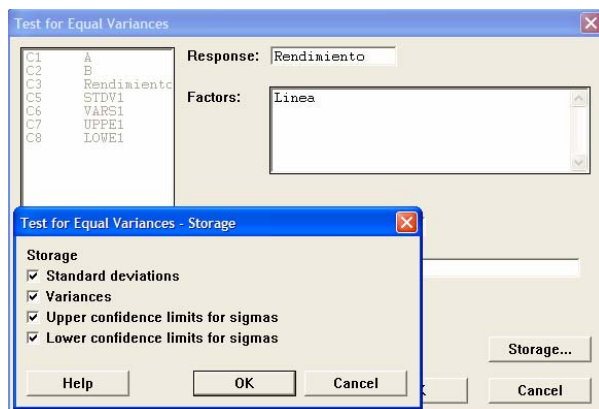 Test for Equal Variances
C1 A
C2 B
C3 Rendimiento
C5 STDV1
C6 VARS1
C7 UPPE1
C8 LOWE1
Response: Rendimiento
Factors: Linea
Test for Equal Variances - Storage
Storage
Standard deviations
Variances
Upper confidence limits for sigmas
Lower confidence limits for sigmas
Help OK Cancel
Storage...
Cancel